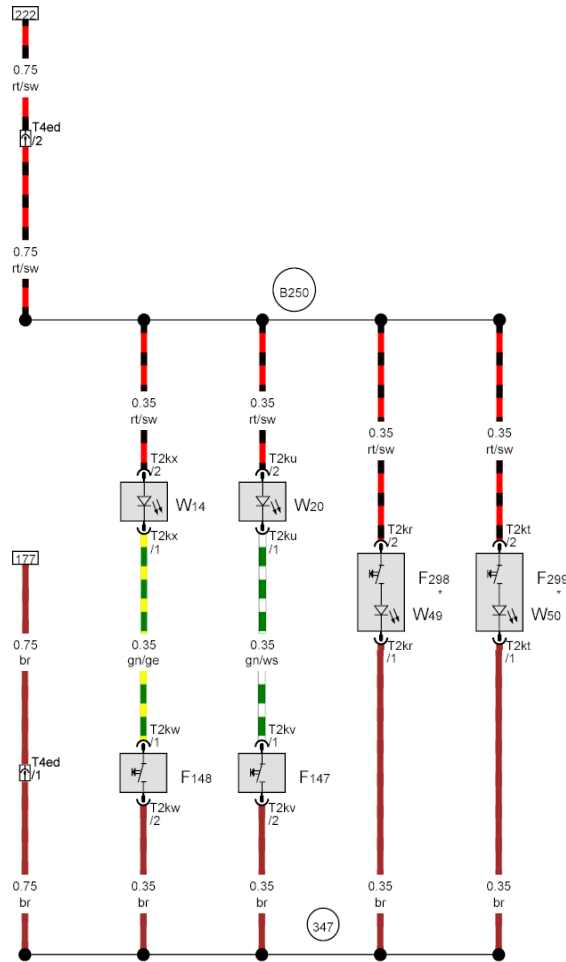 222
0.75
rt/sw
T4ed
/2
0.75
rt/sw
B250
0.35
rt/sw
0.35
rt/sw
0.35
rt/sw
0.35
rt/sw
T2kx
/2
T2ku
/2
W14
W20
T2kx
/1
T2ku
/1
T2kr
/2
T2kt
/2
177
F298
*
W49
F299
*
W50
0.75
br
0.35
gn/ge
0.35
gn/ws
T2kr
/1
T2kt
/1
T2kw
/1
T2kv
/1
T4ed
/1
F148
F147
T2kw
/2
T2kv
/2
0.75
br
0.35
br
0.35
br
0.35
br
0.35
br
347